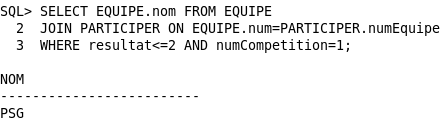 SQL> SELECT EQUIPE.nom FROM EQUIPE
2 JOIN PARTICIPER ON EQUIPE.num=PARTICIPER.numEquipe
3 WHERE resultat<=2 AND numCompetition=1;
NOM
-------------------------
PSG